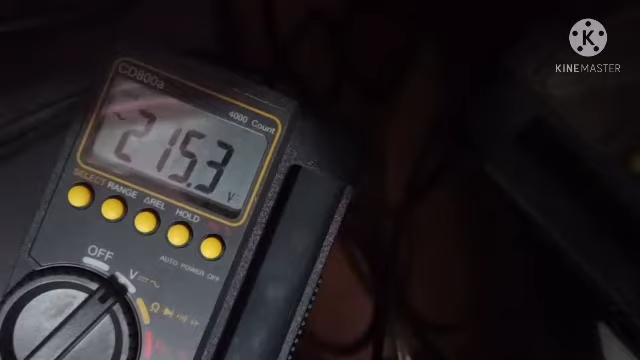 CD800a
4000 Count
~215.3
V
SELECT RANGE ΔREL HOLD
AUTO POWER OFF
OFF
V
Ω
K
KINEMASTER